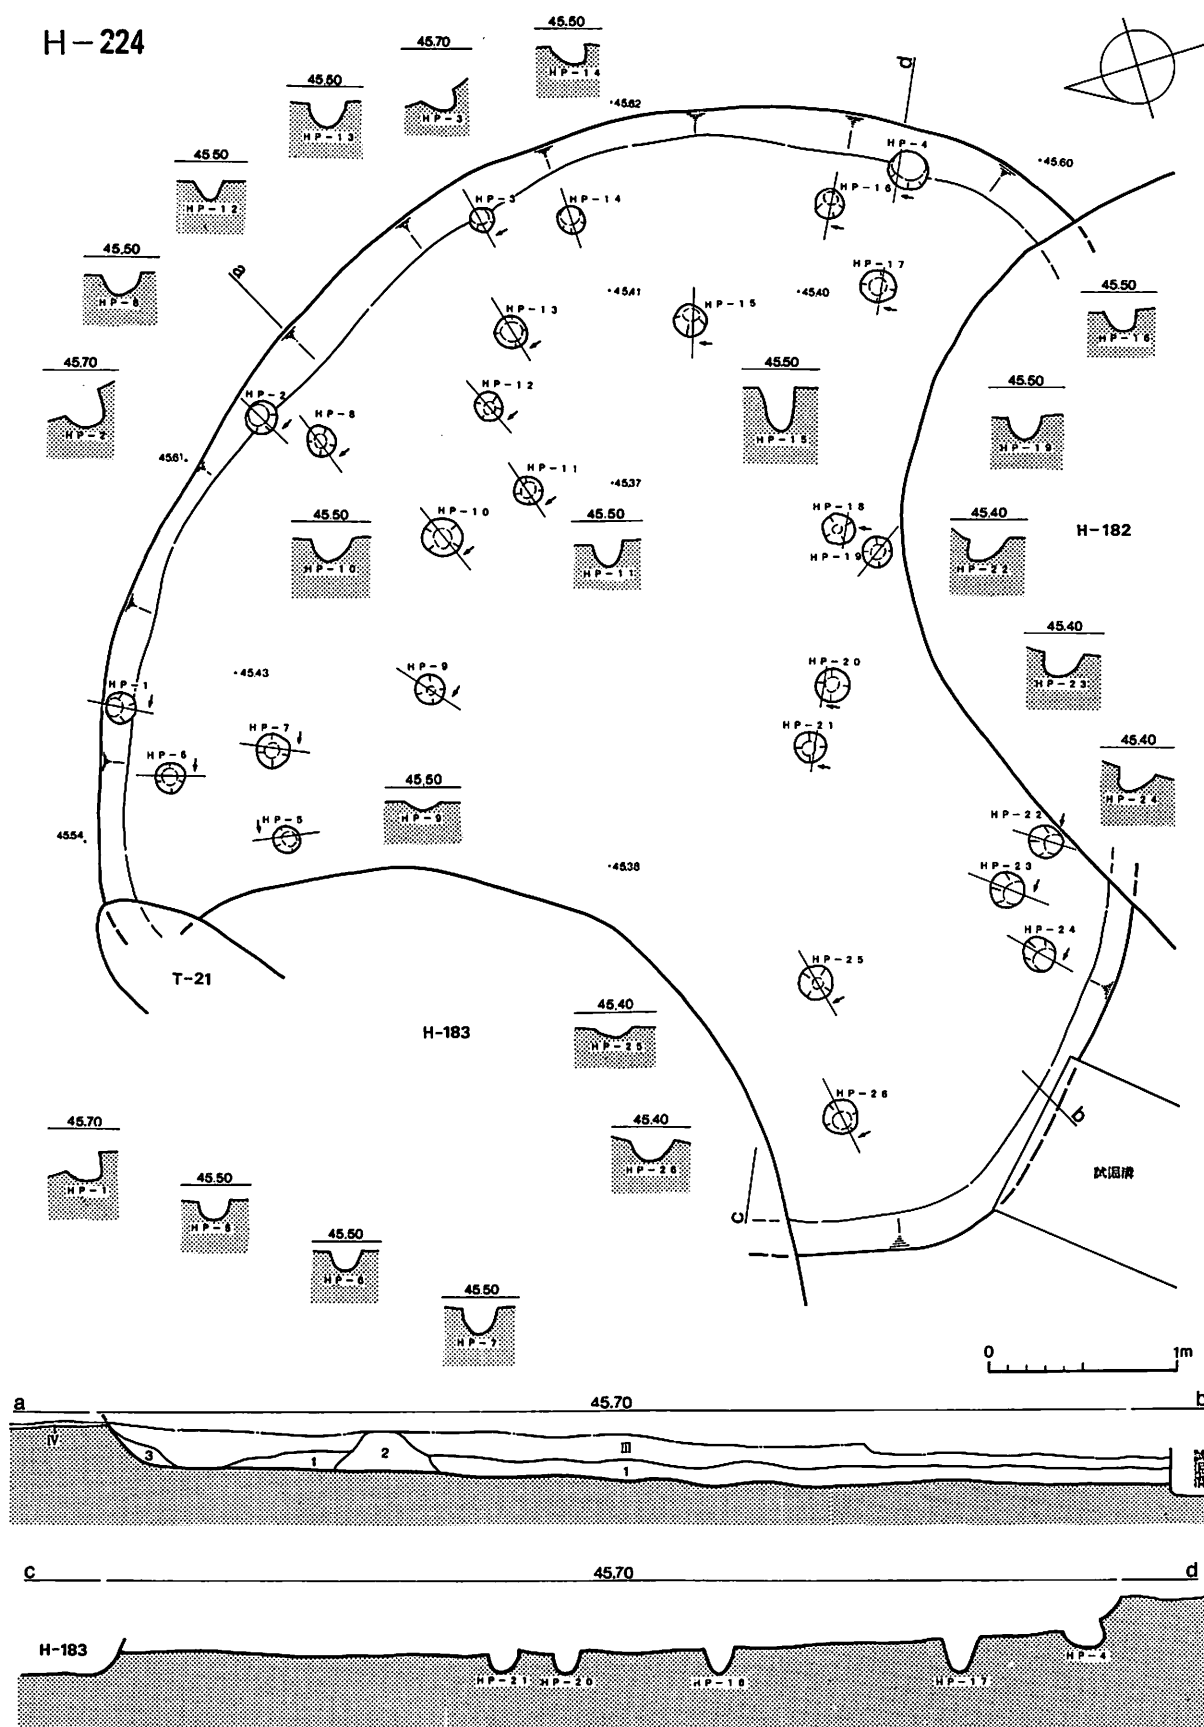 H-224
45.50
HP-14
45.70
HP-3
45.50
HP-13
45.50
HP-12
45.50
HP-8
45.70
HP-2
d
a
·45.62
·45.60
HP-4
HP-16
HP-3
HP-14
HP-17
·45.41
HP-15
·45.40
HP-13
HP-12
HP-2
HP-8
45.61·
HP-11
·45.37
HP-10
45.50
HP-15
45.50
HP-16
45.50
HP-19
45.50
HP-10
45.50
HP-11
HP-18
HP-19
45.40
HP-22
H-182
45.40
HP-23
·45.43
HP-9
HP-20
HP-1
HP-7
HP-21
HP-6
45.50
HP-9
45.40
HP-24
HP-5
45.54·
·45.38
HP-22
HP-23
HP-24
HP-25
T-21
H-183
45.40
HP-25
HP-26
b
45.70
HP-1
45.50
HP-5
45.40
HP-26
試掘溝
c
45.50
HP-6
45.50
HP-7
0 1m
a 45.70 b
IV
3 1 2 III
1
試掘溝
c 45.70 d
H-183
HP-21 HP-20 HP-18 HP-17 HP-4